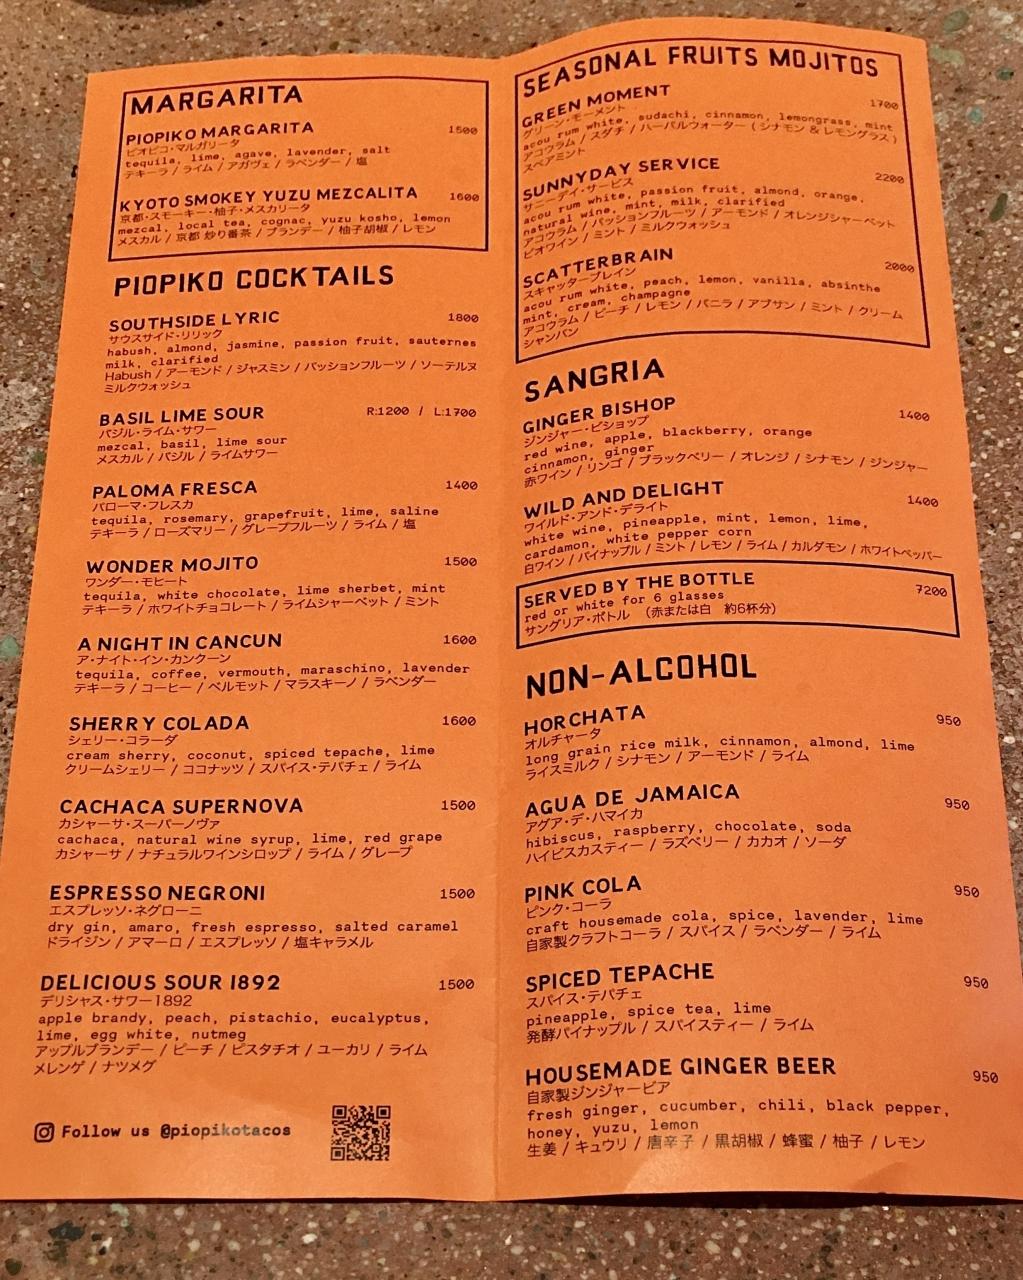 MARGARITA
PIOPIKO MARGARITA 1500
ピオピコ・マルガリータ
tequila, lime, agave, lavender, salt
テキーラ / ライム / アガヴェ / ラベンダー / 塩
KYOTO SMOKEY YUZU MEZCALITA 1600
京都・スモーキー・柚子・メスカリータ
mezcal, local tea, cognac, yuzu kosho, lemon
メスカル / 京都 炒り番茶 / ブランデー / 柚子胡椒 / レモン
PIOPIKO COCKTAILS
SOUTHSIDE LYRIC 1800
サウスサイド・リリック
habush, almond, jasmine, passion fruit, sauternes
milk, clarified
Habush / アーモンド / ジャスミン / パッションフルーツ / ソーテルヌ
ミルクウォッシュ
BASIL LIME SOUR R:1200 / L:1700
バジル・ライム・サワー
mezcal, basil, lime sour
メスカル / バジル / ライムサワー
PALOMA FRESCA 1400
パローマ・フレスカ
tequila, rosemary, grapefruit, lime, saline
テキーラ / ローズマリー / グレープフルーツ / ライム / 塩
WONDER MOJITO 1500
ワンダー・モヒート
tequila, white chocolate, lime sherbet, mint
テキーラ / ホワイトチョコレート / ライムシャーベット / ミント
A NIGHT IN CANCUN 1600
ア・ナイト・イン・カンクーン
tequila, coffee, vermouth, maraschino, lavender
テキーラ / コーヒー / ベルモット / マラスキーノ / ラベンダー
SHERRY COLADA 1600
シェリー・コラーダ
cream sherry, coconut, spiced tepache, lime
クリームシェリー / ココナッツ / スパイス・テパチェ / ライム
CACHACA SUPERNOVA 1500
カシャーサ・スーパーノヴァ
cachaca, natural wine syrup, lime, red grape
カシャーサ / ナチュラルワインシロップ / ライム / グレープ
ESPRESSO NEGRONI 1500
エスプレッソ・ネグローニ
dry gin, amaro, fresh espresso, salted caramel
ドライジン / アマーロ / エスプレッソ / 塩キャラメル
DELICIOUS SOUR 1892 1500
デリシャス・サワー1892
apple brandy, peach, pistachio, eucalyptus,
lime, egg white, nutmeg
アップルブランデー / ピーチ / ピスタチオ / ユーカリ / ライム
メレンゲ / ナツメグ
Follow us @piopikotacos
SEASONAL FRUITS MOJITOS
GREEN MOMENT 1700
グリーン・モーメント
acou rum white, sudachi, cinnamon, lemongrass, mint
アコウラム / スダチ / ハーバルウォーター ( シナモン & レモングラス )
スペアミント
SUNNYDAY SERVICE 2200
サニーデイ・サービス
acou rum white, passion fruit, almond, orange,
natural wine, mint, milk, clarified
アコウラム / パッションフルーツ / アーモンド / オレンジシャーベット
ビオワイン / ミント / ミルクウォッシュ
SCATTERBRAIN 2000
スキャッターブレイン
acou rum white, peach, lemon, vanilla, absinthe
mint, cream, champagne
アコウラム / ピーチ / レモン / バニラ / アブサン / ミント / クリーム
シャンパン
SANGRIA
GINGER BISHOP 1400
ジンジャー・ビショップ
red wine, apple, blackberry, orange
cinnamon, ginger
赤ワイン / リンゴ / ブラックベリー / オレンジ / シナモン / ジンジャー
WILD AND DELIGHT 1400
ワイルド・アンド・デライト
white wine, pineapple, mint, lemon, lime,
cardamon, white pepper corn
白ワイン / パイナップル / ミント / レモン / ライム / カルダモン / ホワイトペッパー
SERVED BY THE BOTTLE 7200
red or white for 6 glasses
サングリア・ボトル （赤または白 約6杯分）
NON-ALCOHOL
HORCHATA 950
オルチャータ
long grain rice milk, cinnamon, almond, lime
ライスミルク / シナモン / アーモンド / ライム
AGUA DE JAMAICA 950
アグア・デ・ハマイカ
hibiscus, raspberry, chocolate, soda
ハイビスカスティー / ラズベリー / カカオ / ソーダ
PINK COLA 950
ピンク・コーラ
craft housemade cola, spice, lavender, lime
自家製クラフトコーラ / スパイス / ラベンダー / ライム
SPICED TEPACHE 950
スパイス・テパチェ
pineapple, spice tea, lime
発酵パイナップル / スパイスティー / ライム
HOUSEMADE GINGER BEER 950
自家製ジンジャービア
fresh ginger, cucumber, chili, black pepper,
honey, yuzu, lemon
生姜 / キュウリ / 唐辛子 / 黒胡椒 / 蜂蜜 / 柚子 / レモン